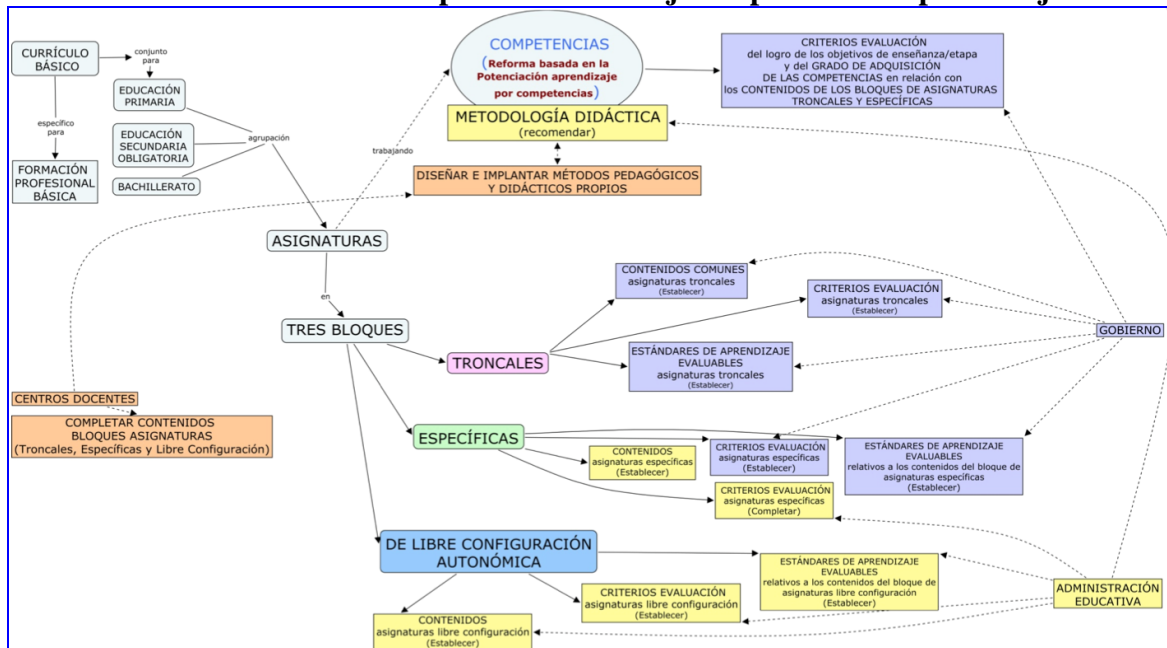 CURRÍCULO
BÁSICO
conjunto
para
EDUCACIÓN
PRIMARIA
específico
para
EDUCACIÓN
SECUNDARIA
OBLIGATORIA
agrupación
FORMACIÓN
PROFESIONAL
BÁSICA
BACHILLERATO
COMPETENCIAS
(Reforma basada en la
Potenciación aprendizaje
por competencias)
METODOLOGÍA DIDÁCTICA
(recomendar)
trabajando
DISEÑAR E IMPLANTAR MÉTODOS PEDAGÓGICOS
Y DIDÁCTICOS PROPIOS
CRITERIOS EVALUACIÓN
del logro de los objetivos de enseñanza/etapa
y del GRADO DE ADQUISICIÓN
DE LAS COMPETENCIAS en relación con
los CONTENIDOS DE LOS BLOQUES DE ASIGNATURAS
TRONCALES Y ESPECÍFICAS
ASIGNATURAS
en
TRES BLOQUES
CONTENIDOS COMUNES
asignaturas troncales
(Establecer)
CRITERIOS EVALUACIÓN
asignaturas troncales
(Establecer)
GOBIERNO
TRONCALES
ESTÁNDARES DE APRENDIZAJE
EVALUABLES
asignaturas troncales
(Establecer)
CENTROS DOCENTES
COMPLETAR CONTENIDOS
BLOQUES ASIGNATURAS
(Troncales, Específicas y Libre Configuración)
ESPECÍFICAS
CONTENIDOS
asignaturas específicas
(Establecer)
CRITERIOS EVALUACIÓN
asignaturas específicas
(Establecer)
ESTÁNDARES DE APRENDIZAJE
EVALUABLES
relativos a los contenidos del bloque de
asignaturas específicas
(Establecer)
CRITERIOS EVALUACIÓN
asignaturas específicas
(Completar)
DE LIBRE CONFIGURACIÓN
AUTONÓMICA
ESTÁNDARES DE APRENDIZAJE
EVALUABLES
relativos a los contenidos del bloque de
asignaturas libre configuración
(Establecer)
CRITERIOS EVALUACIÓN
asignaturas libre configuración
(Establecer)
CONTENIDOS
asignaturas libre configuración
(Establecer)
ADMINISTRACIÓN
EDUCATIVA